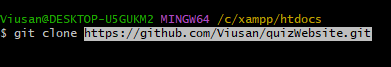 Viusan@DESKTOP-U5GUKM2 MINGW64 /c/xampp/htdocs
$ git clone https://github.com/Viusan/quizWebsite.git